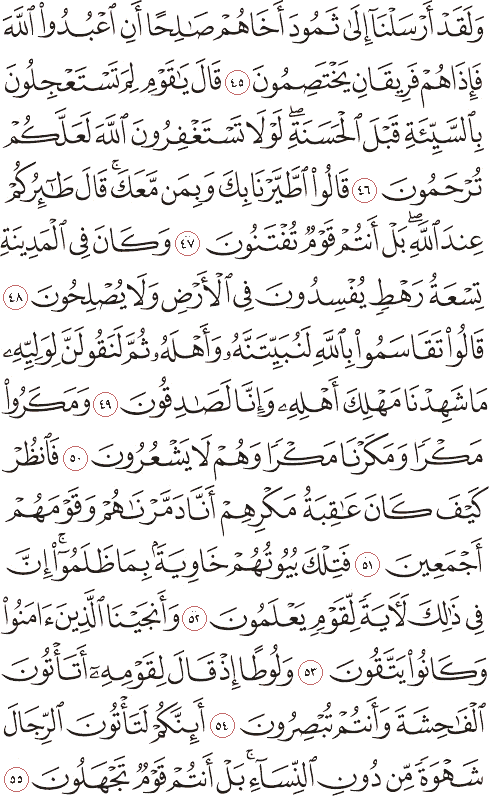 وَلَقَدْ أَرْسَلْنَآ إِلَىٰ ثَمُودَ أَخَاهُمْ صَـٰلِحًا أَنِ ٱعْبُدُوا۟ ٱللَّهَ
فَإِذَا هُمْ فَرِيقَانِ يَخْتَصِمُونَ ٤٥ قَالَ يَـٰقَوْمِ لِمَ تَسْتَعْجِلُونَ
بِٱلسَّيِّئَةِ قَبْلَ ٱلْحَسَنَةِ ۖ لَوْلَا تَسْتَغْفِرُونَ ٱللَّهَ لَعَلَّكُمْ
تُرْحَمُونَ ٤٦ قَالُوا۟ ٱطَّيَّرْنَا بِكَ وَبِمَن مَّعَكَ ۚ قَالَ طَـٰٓئِرُكُمْ
عِندَ ٱللَّهِ ۖ بَلْ أَنتُمْ قَوْمٌ تُفْتَنُونَ ٤٧ وَكَانَ فِى ٱلْمَدِينَةِ
تِسْعَةُ رَهْطٍ يُفْسِدُونَ فِى ٱلْأَرْضِ وَلَا يُصْلِحُونَ ٤٨
قَالُوا۟ تَقَاسَمُوا۟ بِٱللَّهِ لَنُبَيِّتَنَّهُۥ وَأَهْلَهُۥ ثُمَّ لَنَقُولَنَّ لِوَلِيِّهِۦ
مَا شَهِدْنَا مَهْلِكَ أَهْلِهِۦ وَإِنَّا لَصَـٰدِقُونَ ٤٩ وَمَكَرُوا۟
مَكْرًا وَمَكَرْنَا مَكْرًا وَهُمْ لَا يَشْعُرُونَ ٥٠ فَٱنظُرْ
كَيْفَ كَانَ عَـٰقِبَةُ مَكْرِهِمْ أَنَّا دَمَّرْنَـٰهُمْ وَقَوْمَهُمْ
أَجْمَعِينَ ٥١ فَتِلْكَ بُيُوتُهُمْ خَاوِيَةًۢ بِمَا ظَلَمُوٓا۟ ۗ إِنَّ
فِى ذَٰلِكَ لَـَٔايَةً لِّقَوْمٍ يَعْلَمُونَ ٥٢ وَأَنجَيْنَا ٱلَّذِينَ ءَامَنُوا۟
وَكَانُوا۟ يَتَّقُونَ ٥٣ وَلُوطًا إِذْ قَالَ لِقَوْمِهِۦٓ أَتَأْتُونَ
ٱلْفَـٰحِشَةَ وَأَنتُمْ تُبْصِرُونَ ٥٤ أَئِنَّكُمْ لَتَأْتُونَ ٱلرِّجَالَ
شَهْوَةً مِّن دُونِ ٱلنِّسَآءِ ۚ بَلْ أَنتُمْ قَوْمٌ تَجْهَلُونَ ٥٥